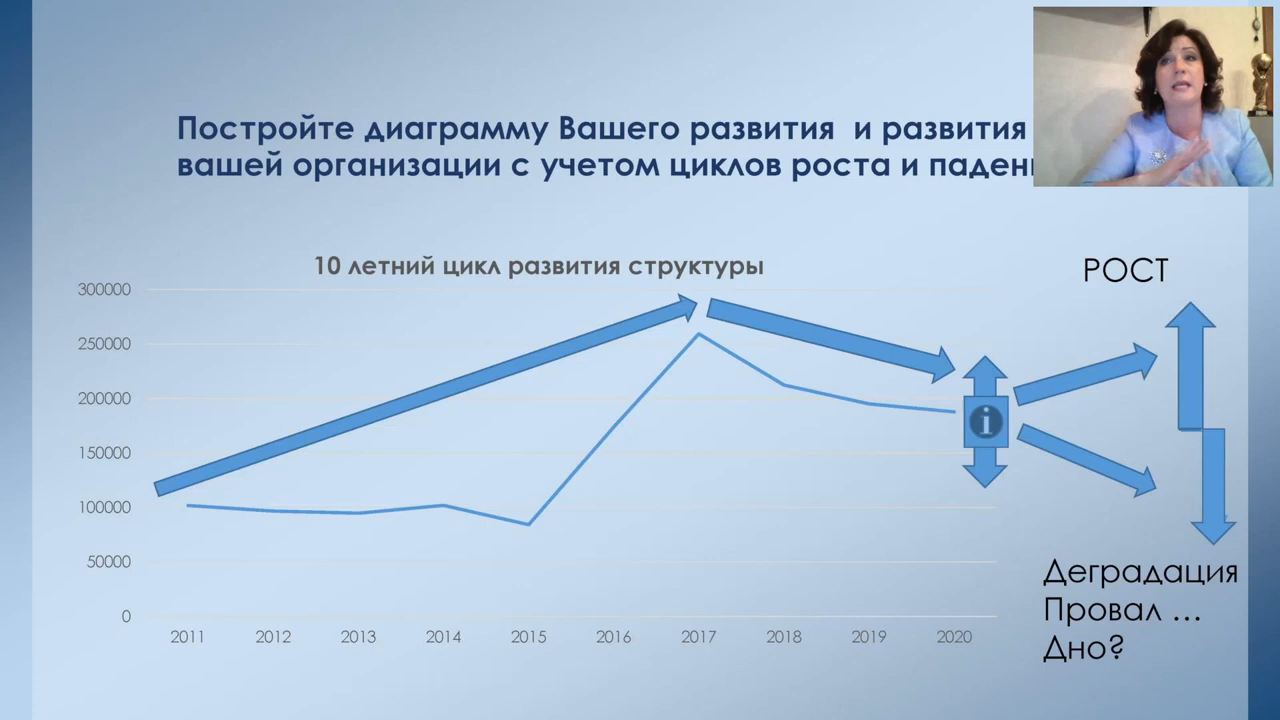 Постройте диаграмму Вашего развития и развития
вашей организации с учетом циклов роста и
10 летний цикл развития структуры
РОСТ
300000
250000
200000
150000
100000
50000
0
2011 2012 2013 2014 2015 2016 2017 2018 2019 2020
i
Деградация
Провал ...
Дно?